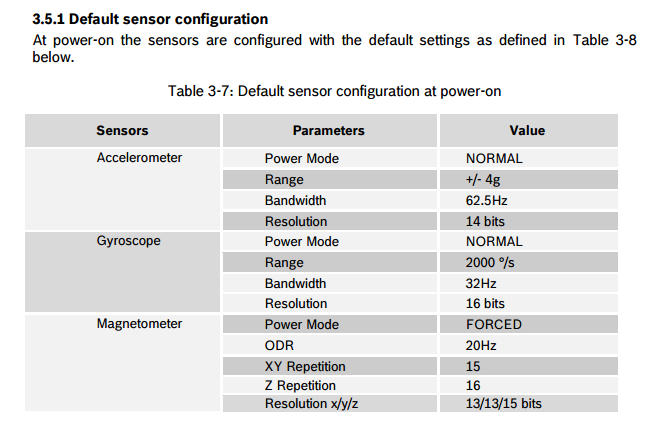 3.5.1 Default sensor configuration
At power-on the sensors are configured with the default settings as defined in Table 3-8
below.
Table 3-7: Default sensor configuration at power-on
Sensors Parameters Value
Accelerometer Power Mode NORMAL
Range +/- 4g
Bandwidth 62.5Hz
Resolution 14 bits
Gyroscope Power Mode NORMAL
Range 2000 º/s
Bandwidth 32Hz
Resolution 16 bits
Magnetometer Power Mode FORCED
ODR 20Hz
XY Repetition 15
Z Repetition 16
Resolution x/y/z 13/13/15 bits